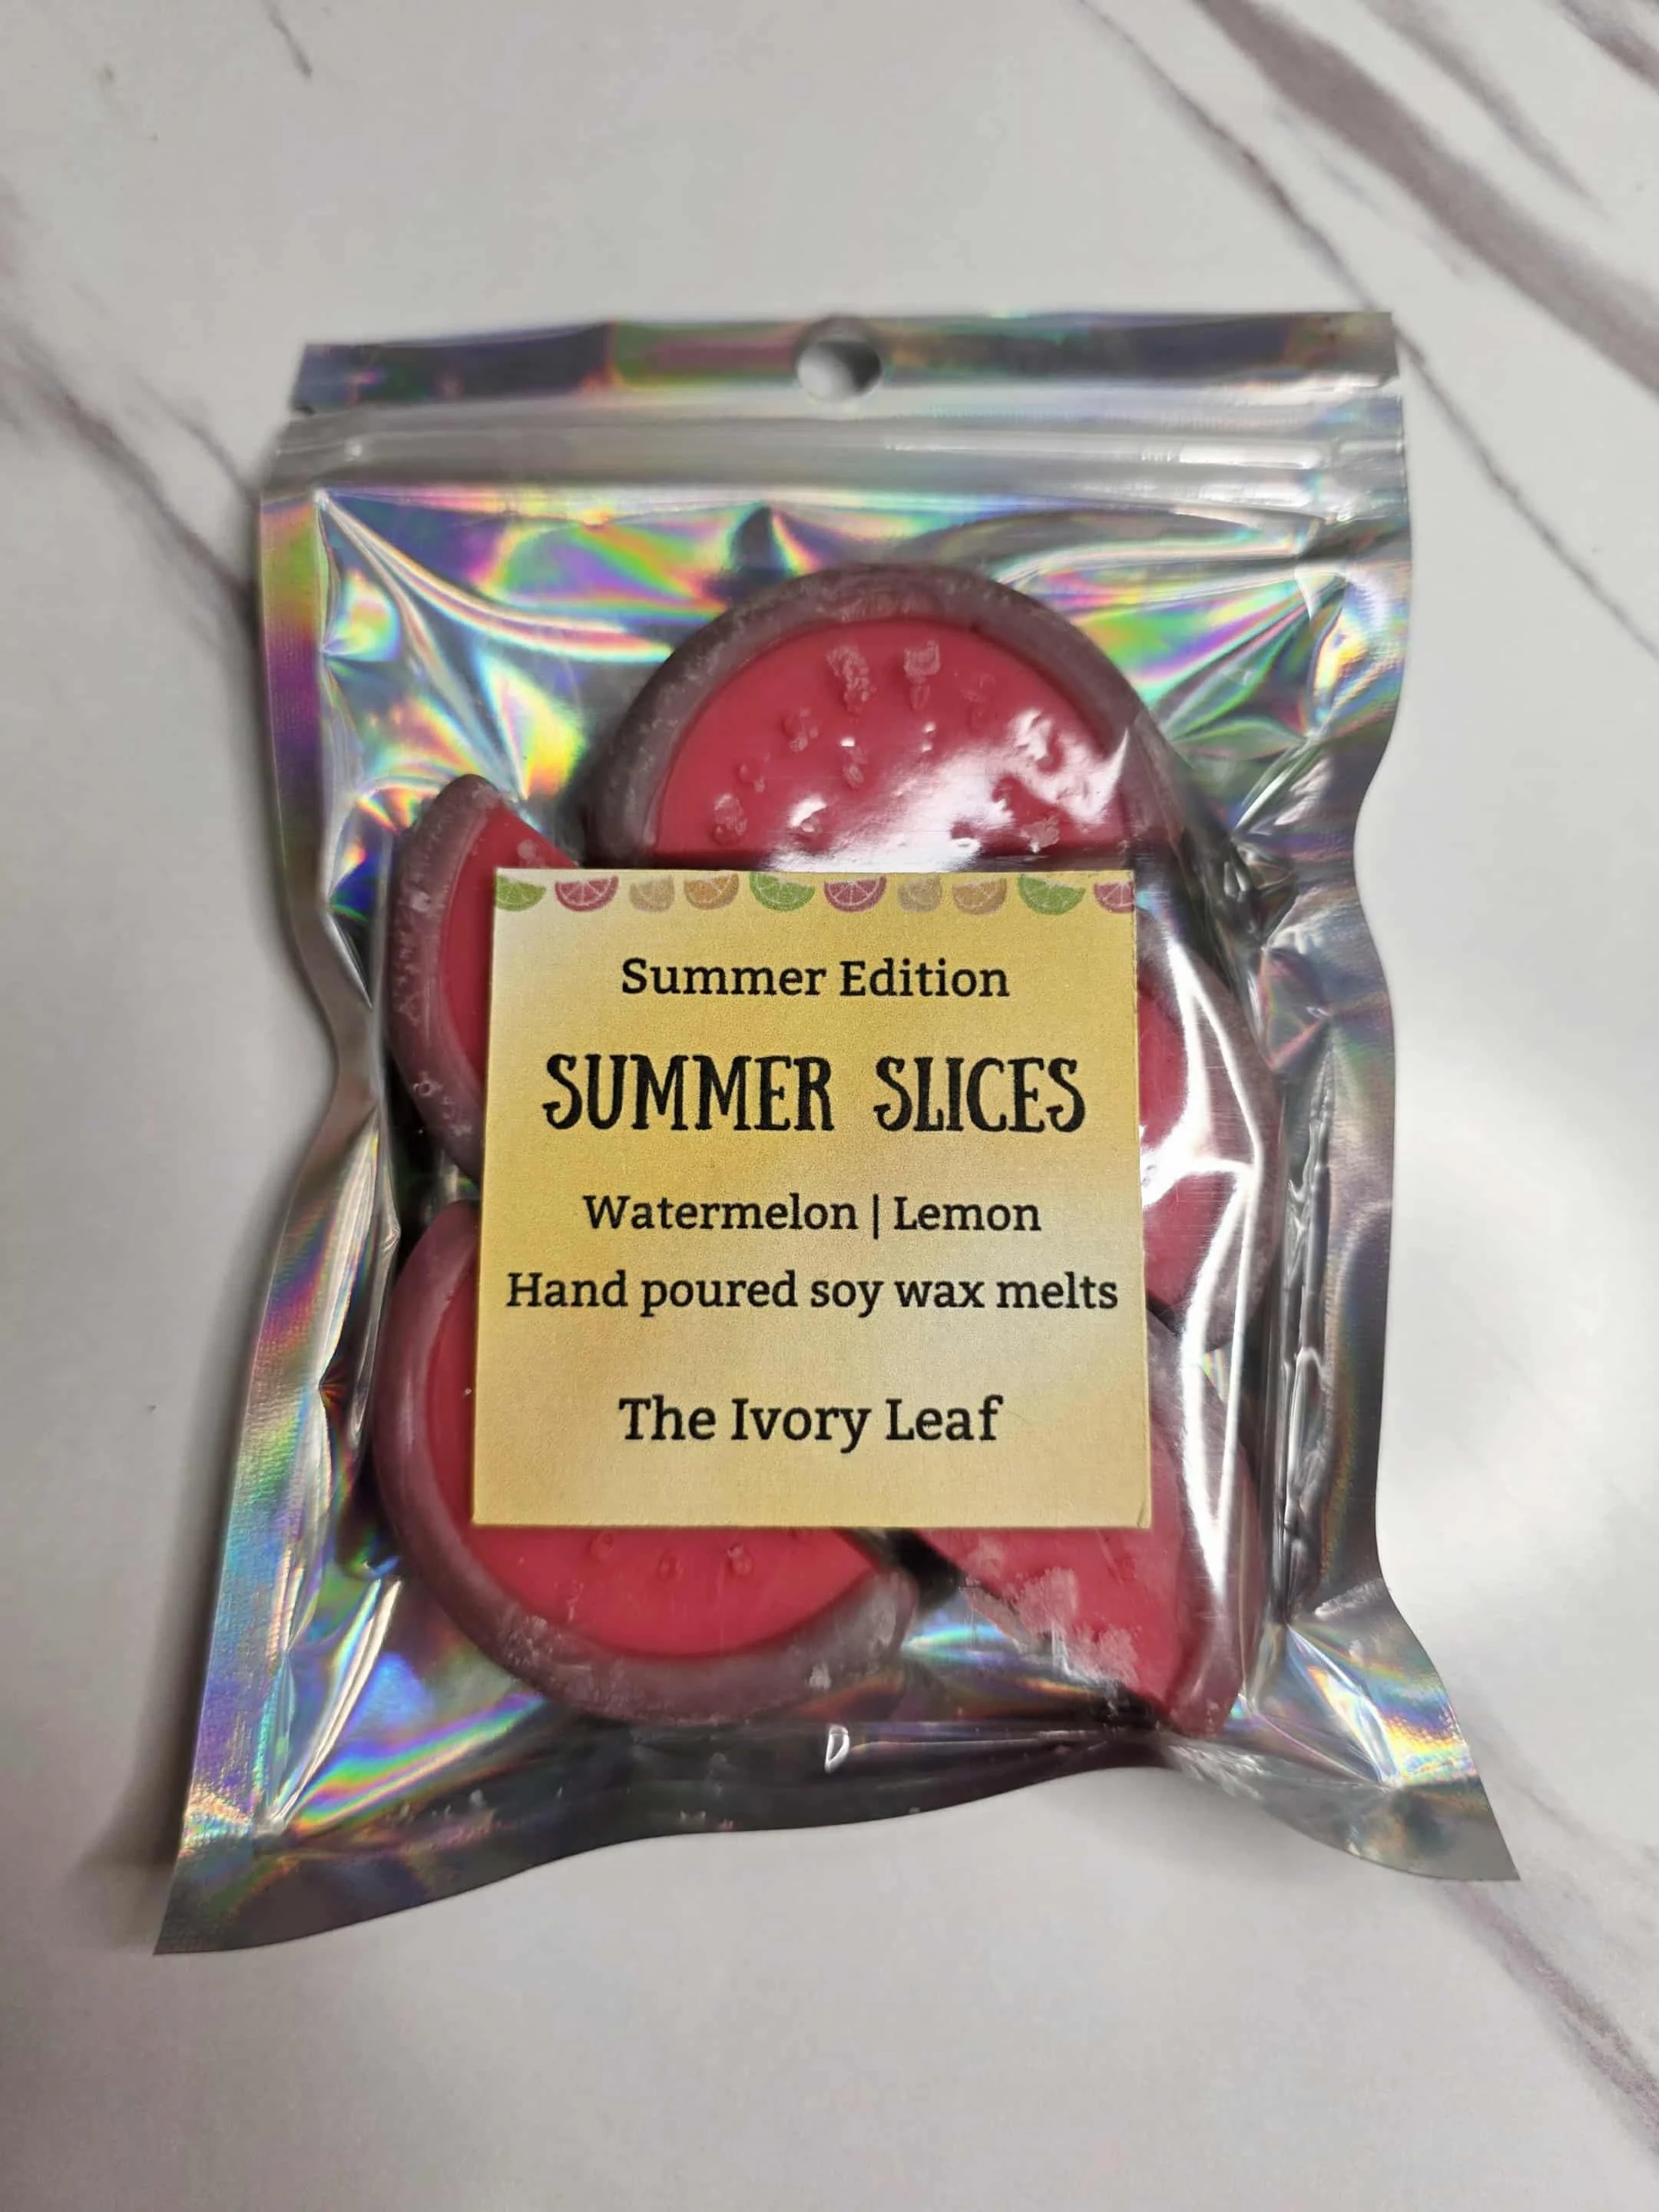 Summer Edition
SUMMER SLICES
Watermelon | Lemon
Hand poured soy wax melts
The Ivory Leaf